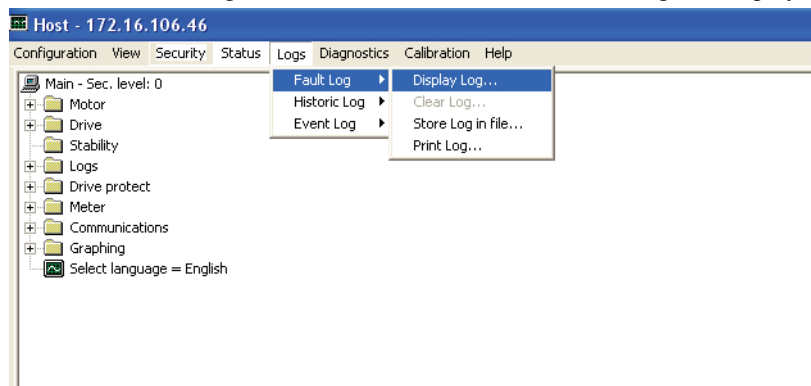 Host - 172.16.106.46
Configuration View Security Status Logs Diagnostics Calibration Help
Main - Sec. level: 0
Motor
Drive
Stability
Logs
Drive protect
Meter
Communications
Graphing
Select language = English
Fault Log
Historic Log
Event Log
Display Log...
Clear Log...
Store Log in file...
Print Log...